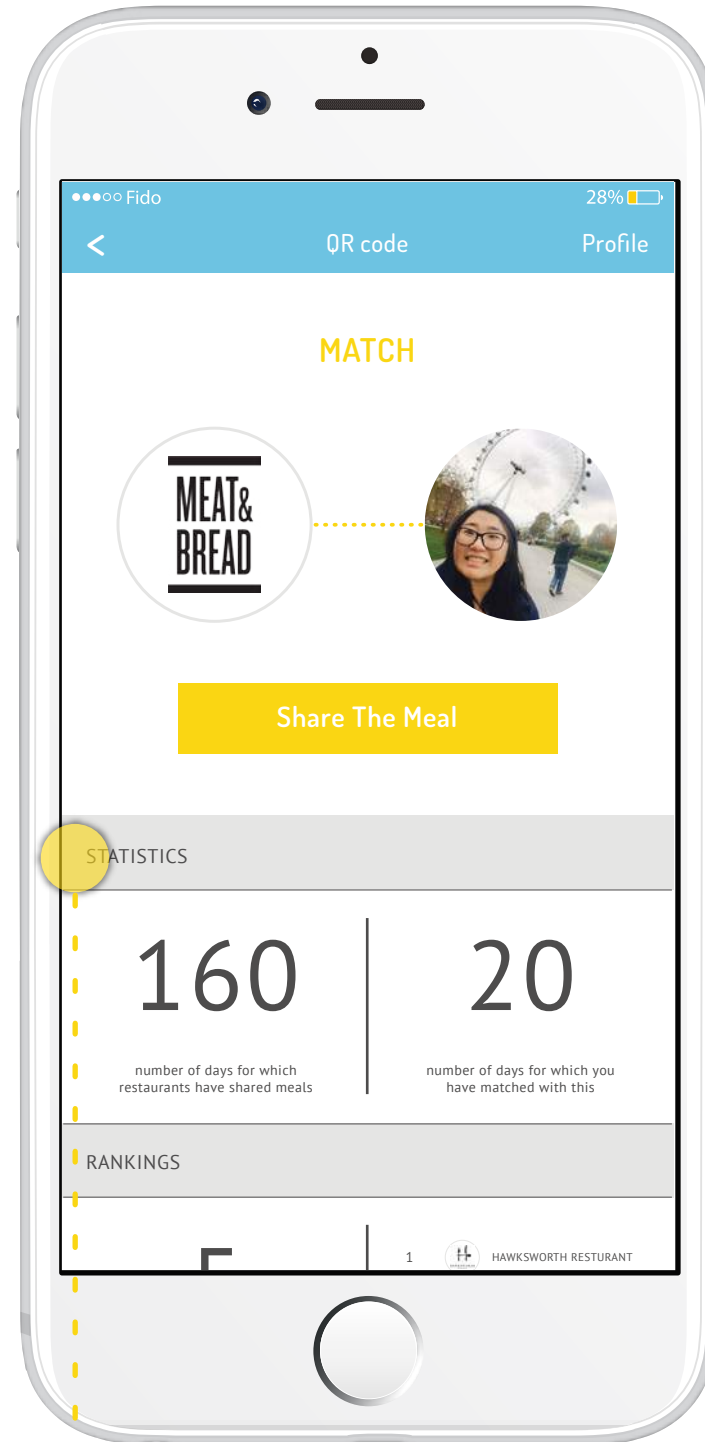 Fido
28%
<
QR code
Profile
MATCH
MEAT&
BREAD
Share The Meal
STATISTICS
160
20
number of days for which
restaurants have shared meals
number of days for which you
have matched with this
RANKINGS
1
HAWKSWORTH RESTURANT